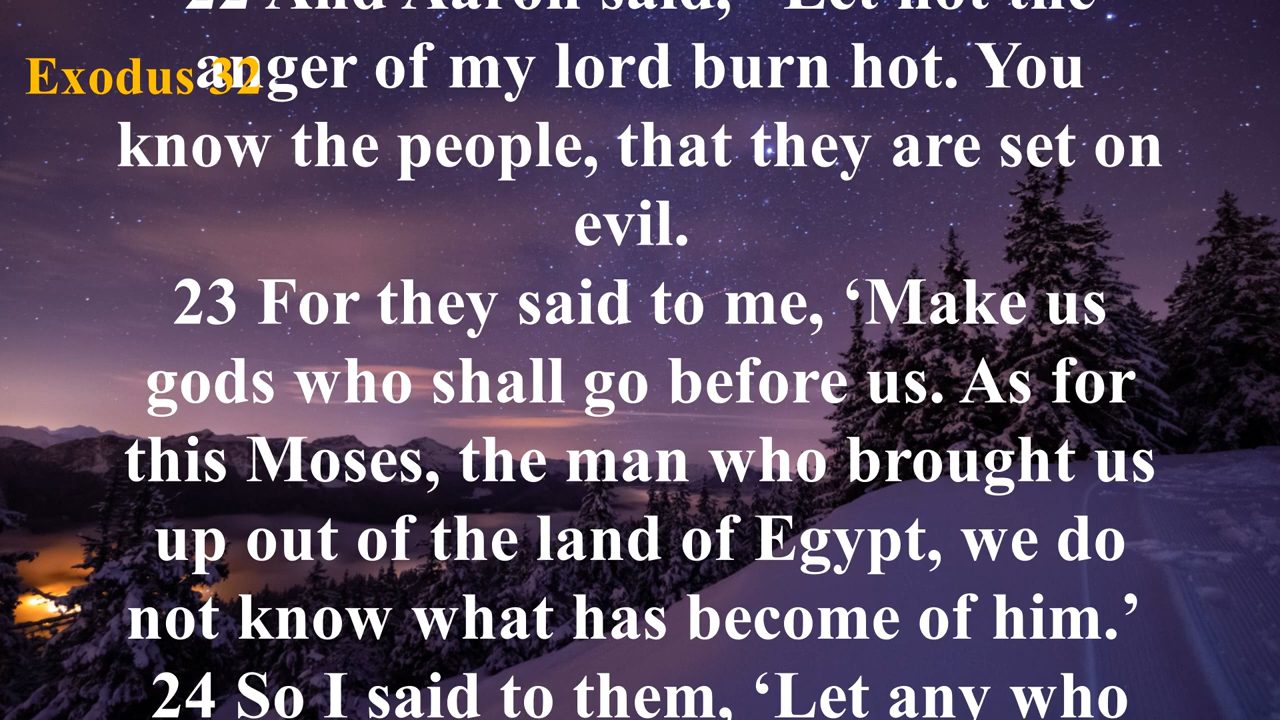 22 And Aaron said, “Let not the
Exodus 32
anger of my lord burn hot. You
know the people, that they are set on
evil.
23 For they said to me, ‘Make us
gods who shall go before us. As for
this Moses, the man who brought us
up out of the land of Egypt, we do
not know what has become of him.’
24 So I said to them, ‘Let any who